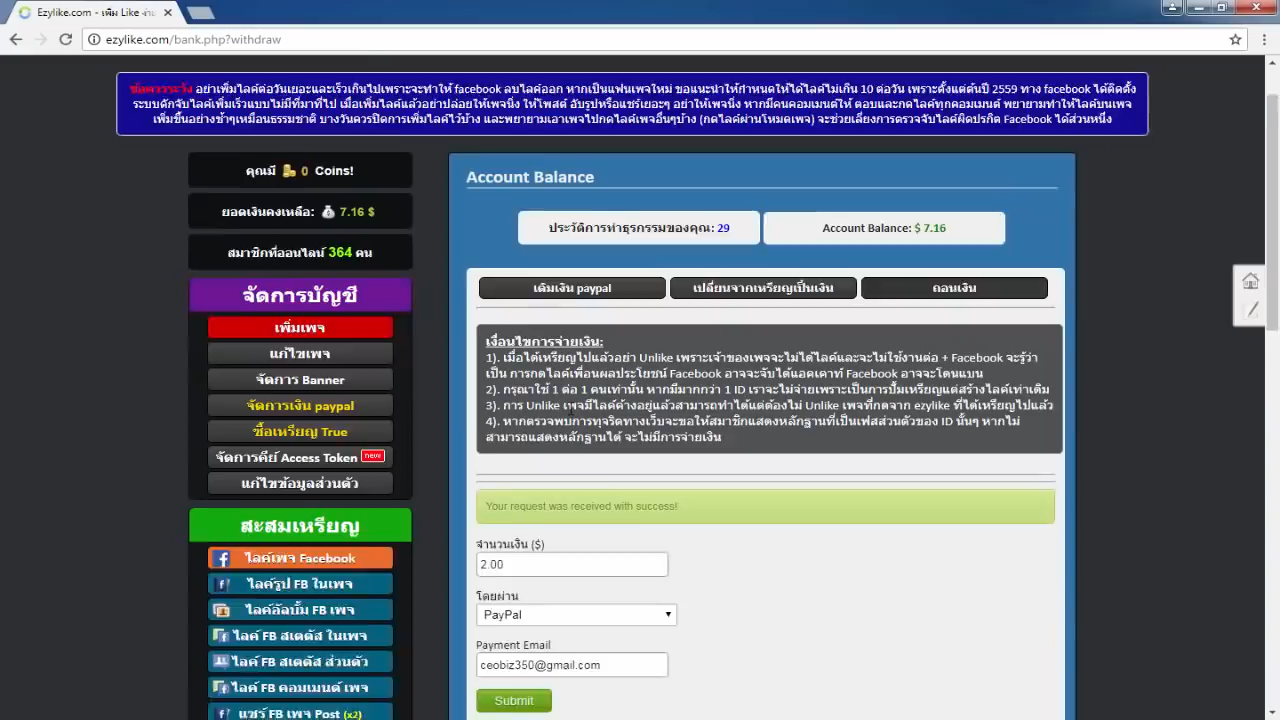 Ezylike.com - เพิ่ม Like ผ่าน
ezylike.com/bank.php?withdraw
ข้อควรระวัง อย่าเพิ่มไลค์ต่อวันเยอะและเร็วเกินไปเพราะจะทำให้ facebook ลบไลค์ออก หากเป็นแฟนเพจใหม่ ขอแนะนำให้กำหนดให้ได้ไลค์ไม่เกิน 10 ต่อวัน เพราะตั้งแต่ต้นปี 2559 ทาง facebook ได้ติดตั้ง
ระบบดักจับไลค์เพิ่มเร็วแบบไม่มีที่มาที่ไป เมื่อเพิ่มไลค์แล้วอย่าปล่อยให้เพจนิ่ง ให้โพสต์ อัปรูปหรือแชร์เยอะๆ อย่าให้เพจนิ่ง หากมีคนคอมเมนต์ให้ ตอบและกดไลค์ทุกคอมเมนต์ พยายามทำให้ไลค์บนเพจ
เพิ่มขึ้นอย่างช้าๆเหมือนธรรมชาติ บางวันควรปิดการเพิ่มไลค์ไว้บ้าง และพยายามเอาเพจไปกดไลค์เพจอื่นๆบ้าง (กดไลค์ผ่านโหมดเพจ) จะช่วยเลี่ยงการตรวจจับไลค์ผิดปรกติ Facebook ได้ส่วนหนึ่ง
คุณมี 0 Coins!
ยอดเงินคงเหลือ: 7.16 $
สมาชิกที่ออนไลน์ 364 คน
จัดการบัญชี
เพิ่มเพจ
แก้ไขเพจ
จัดการ Banner
จัดการเงิน paypal
ซื้อเหรียญ True
จัดการคีย์ Access Token new
แก้ไขข้อมูลส่วนตัว
สะสมเหรียญ
ไลค์เพจ Facebook
ไลค์รูป FB ในเพจ
ไลค์อัลบั้ม FB เพจ
ไลค์ FB สเตตัส ในเพจ
ไลค์ FB สเตตัส ส่วนตัว
ไลค์ FB คอมเมนต์ เพจ
แชร์ FB เพจ Post (x2)
Account Balance
ประวัติการทำธุรกรรมของคุณ: 29
Account Balance: $ 7.16
เติมเงิน paypal
เปลี่ยนจากเหรียญเป็นเงิน
ถอนเงิน
เงื่อนไขการจ่ายเงิน:
1). เมื่อได้เหรียญไปแล้วอย่า Unlike เพราะเจ้าของเพจจะไม่ได้ไลค์และจะไม่ใช้งานต่อ + Facebook จะรู้ว่า
เป็น การกดไลค์เพื่อนผลประโยชน์ Facebook อาจจะจับได้แอคเคาท์ Facebook อาจจะโดนแบน
2). กรุณาใช้ 1 ต่อ 1 คนเท่านั้น หากมีมากกว่า 1 ID เราจะไม่จ่ายเพราะเป็นการปั๊มเหรียญแต่สร้างไลค์เท่าเดิม
3). การ Unlike เพจมีไลค์ค้างอยู่แล้วสามารถทำได้แต่ต้องไม่ Unlike เพจที่กดจาก ezylike ที่ได้เหรียญไปแล้ว
4). หากตรวจพบการทุจริตทางเว็บจะขอให้สมาชิกแสดงหลักฐานที่เป็นเฟสส่วนตัวของ ID นั้นๆ หากไม่
สามารถแสดงหลักฐานได้ จะไม่มีการจ่ายเงิน
Your request was received with success!
จำนวนเงิน ($)
2.00
โดยผ่าน
PayPal
Payment Email
ceobiz350@gmail.com
Submit